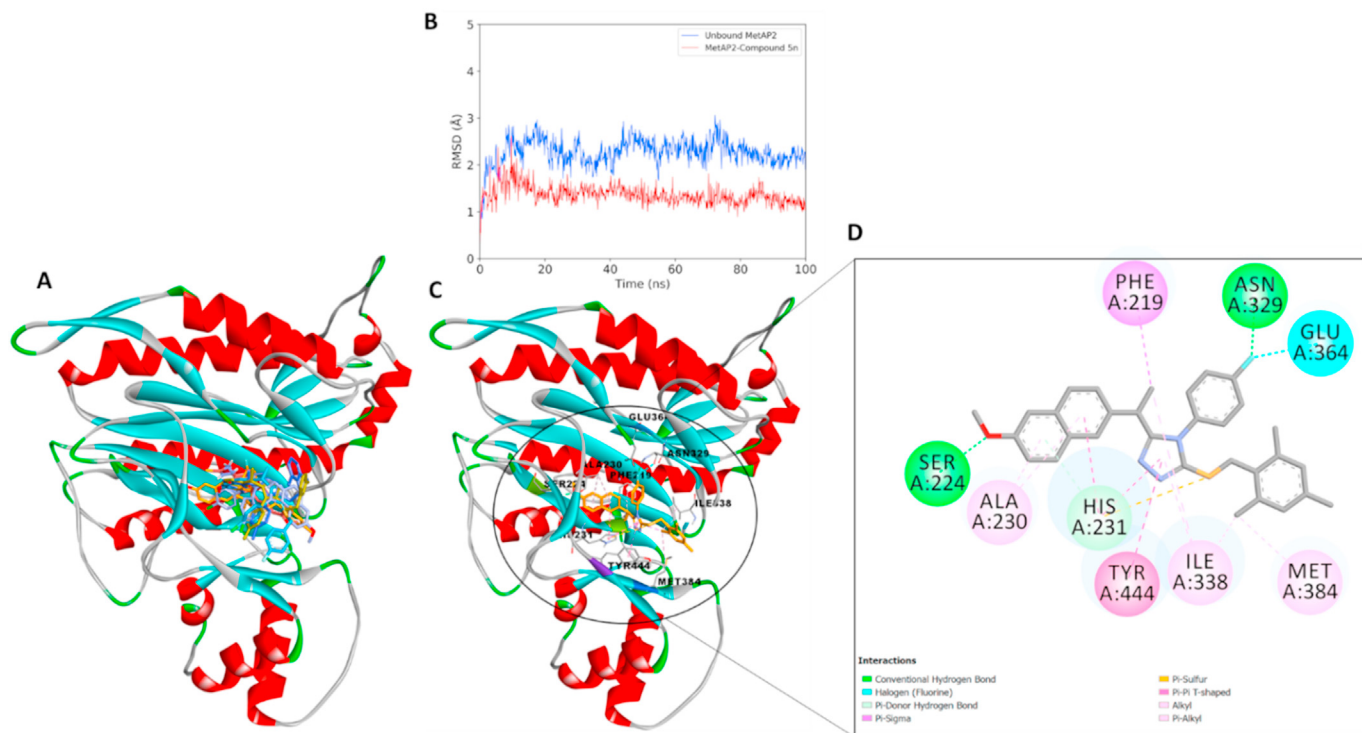 B
5
4
3
2
1
0
RMSD (Å)
Unbound MetAP2
MetAP2-Compound 5n
0 20 40 60 80 100
Time (ns)
A
C
GLU36
ASN329
ALA230
PHE219
SER224
ILE338
231
TYR444
MET384
D
PHE
A:219
ASN
A:329
GLU
A:364
SER
A:224
ALA
A:230
HIS
A:231
TYR
A:444
ILE
A:338
MET
A:384
Interactions
Conventional Hydrogen Bond
Halogen (Fluorine)
Pi-Donor Hydrogen Bond
Pi-Sigma
Pi-Sulfur
Pi-Pi T-shaped
Alkyl
Pi-Alkyl